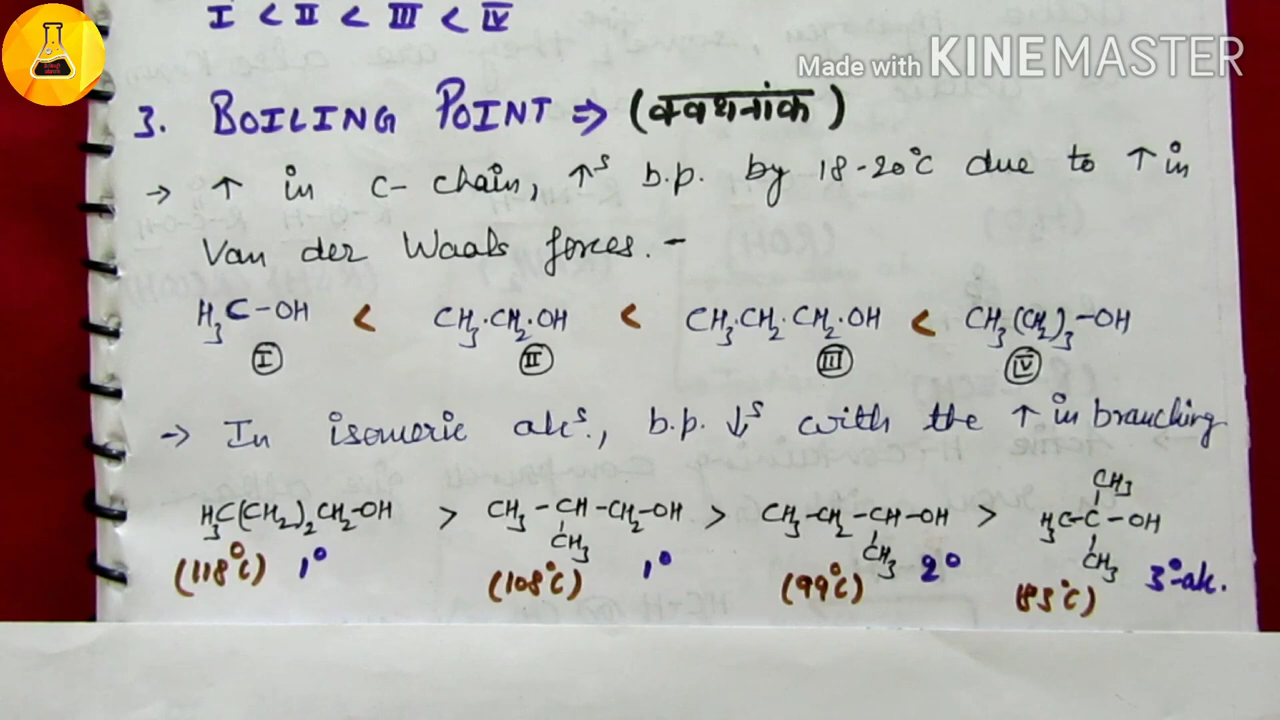 I < II < III < IV
Made with KINEMASTER
3. BOILING POINT ⇒ (क्वथनांक)
→ ↑ in C- chain, ↑ˢ b.p. by 18-20°C due to ↑ in
Van der Waals forces. -
H₃C-OH < CH₃.CH₂.OH < CH₃.CH₂.CH₂.OH < CH₃(CH₂)₃-OH
I II III IV
→ In isomeric alcˢ., b.p. ↓ˢ with the ↑ in branching
CH₃
H₃C(CH₂)₂CH₂-OH > CH₃-CH-CH₂-OH > CH₃-CH₂-CH-OH > H₃C-C-OH
CH₃ CH₃ CH₃
(118°C) 1° (108°C) 1° (99°C) 2° (83°C) 3°-alc.